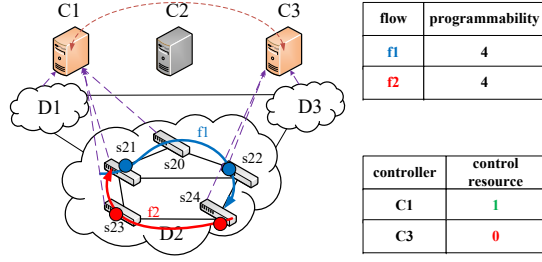 C1
C2
C3
D1
D3
f1
s21
s20
s22
s24
f2
s23
D2
flow programmability
f1 4
f2 4
controller control resource
C1 1
C3 0